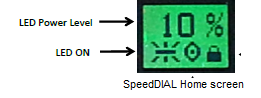 LED Power Level
10 %
LED ON
SpeedDIAL Home screen